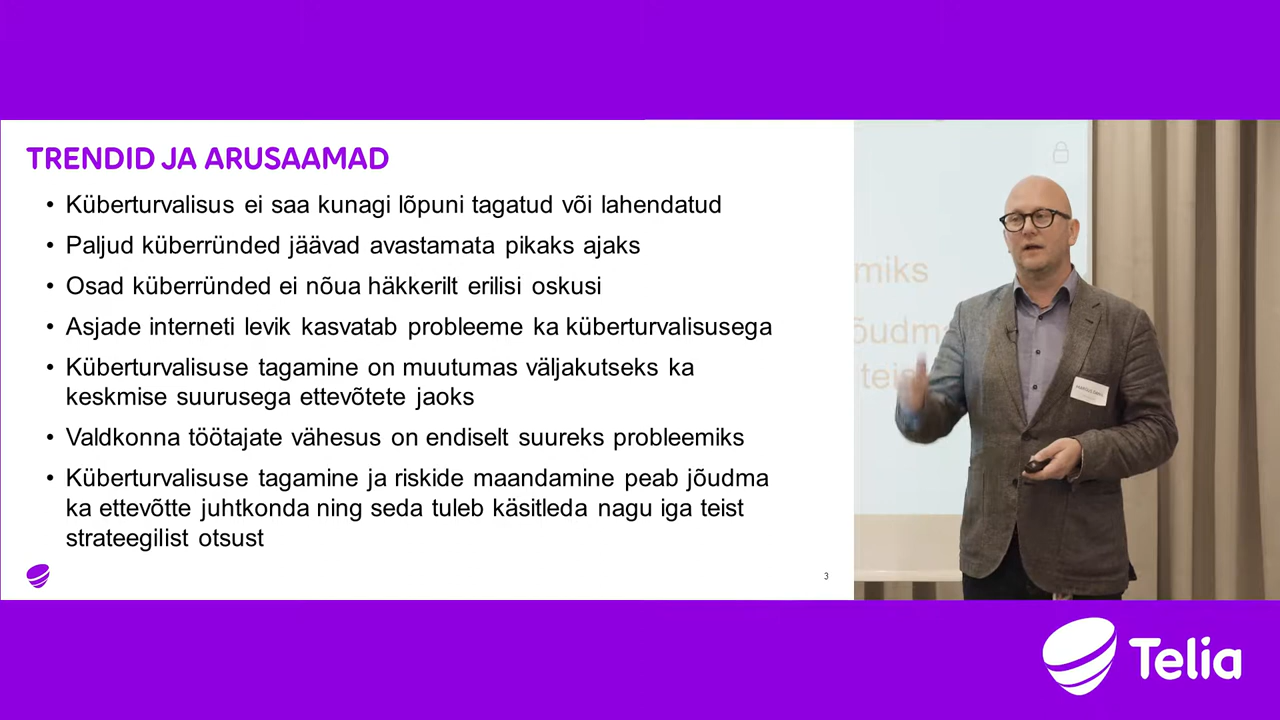 TRENDID JA ARUSAAMAD
• Küberturvalisus ei saa kunagi lõpuni tagatud või lahendatud
• Paljud küberründed jäävad avastamata pikaks ajaks
• Osad küberründed ei nõua häkkerilt erilisi oskusi
• Asjade interneti levik kasvatab probleeme ka küberturvalisusega
• Küberturvalisuse tagamine on muutumas väljakutseks ka
keskmise suurusega ettevõtete jaoks
• Valdkonna töötajate vähesus on endiselt suureks probleemiks
• Küberturvalisuse tagamine ja riskide maandamine peab jõudma
ka ettevõtte juhtkonda ning seda tuleb käsitleda nagu iga teist
strateegilist otsust
3
miks
õudma
teis
Telia